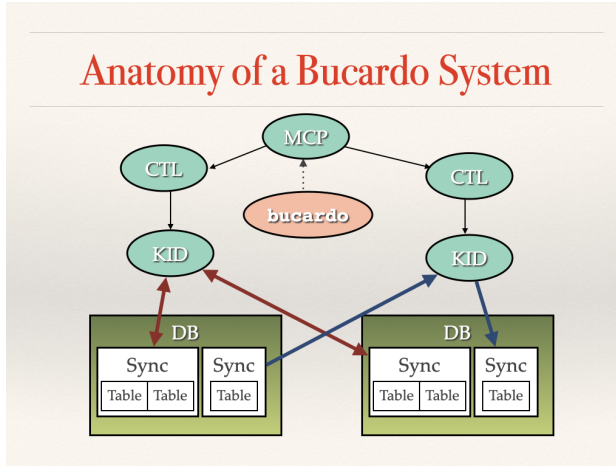 Anatomy of a Bucardo System
MCP
CTL
CTL
bucardo
KID
KID
DB
DB
Sync
Sync
Sync
Sync
Table
Table
Table
Table
Table
Table